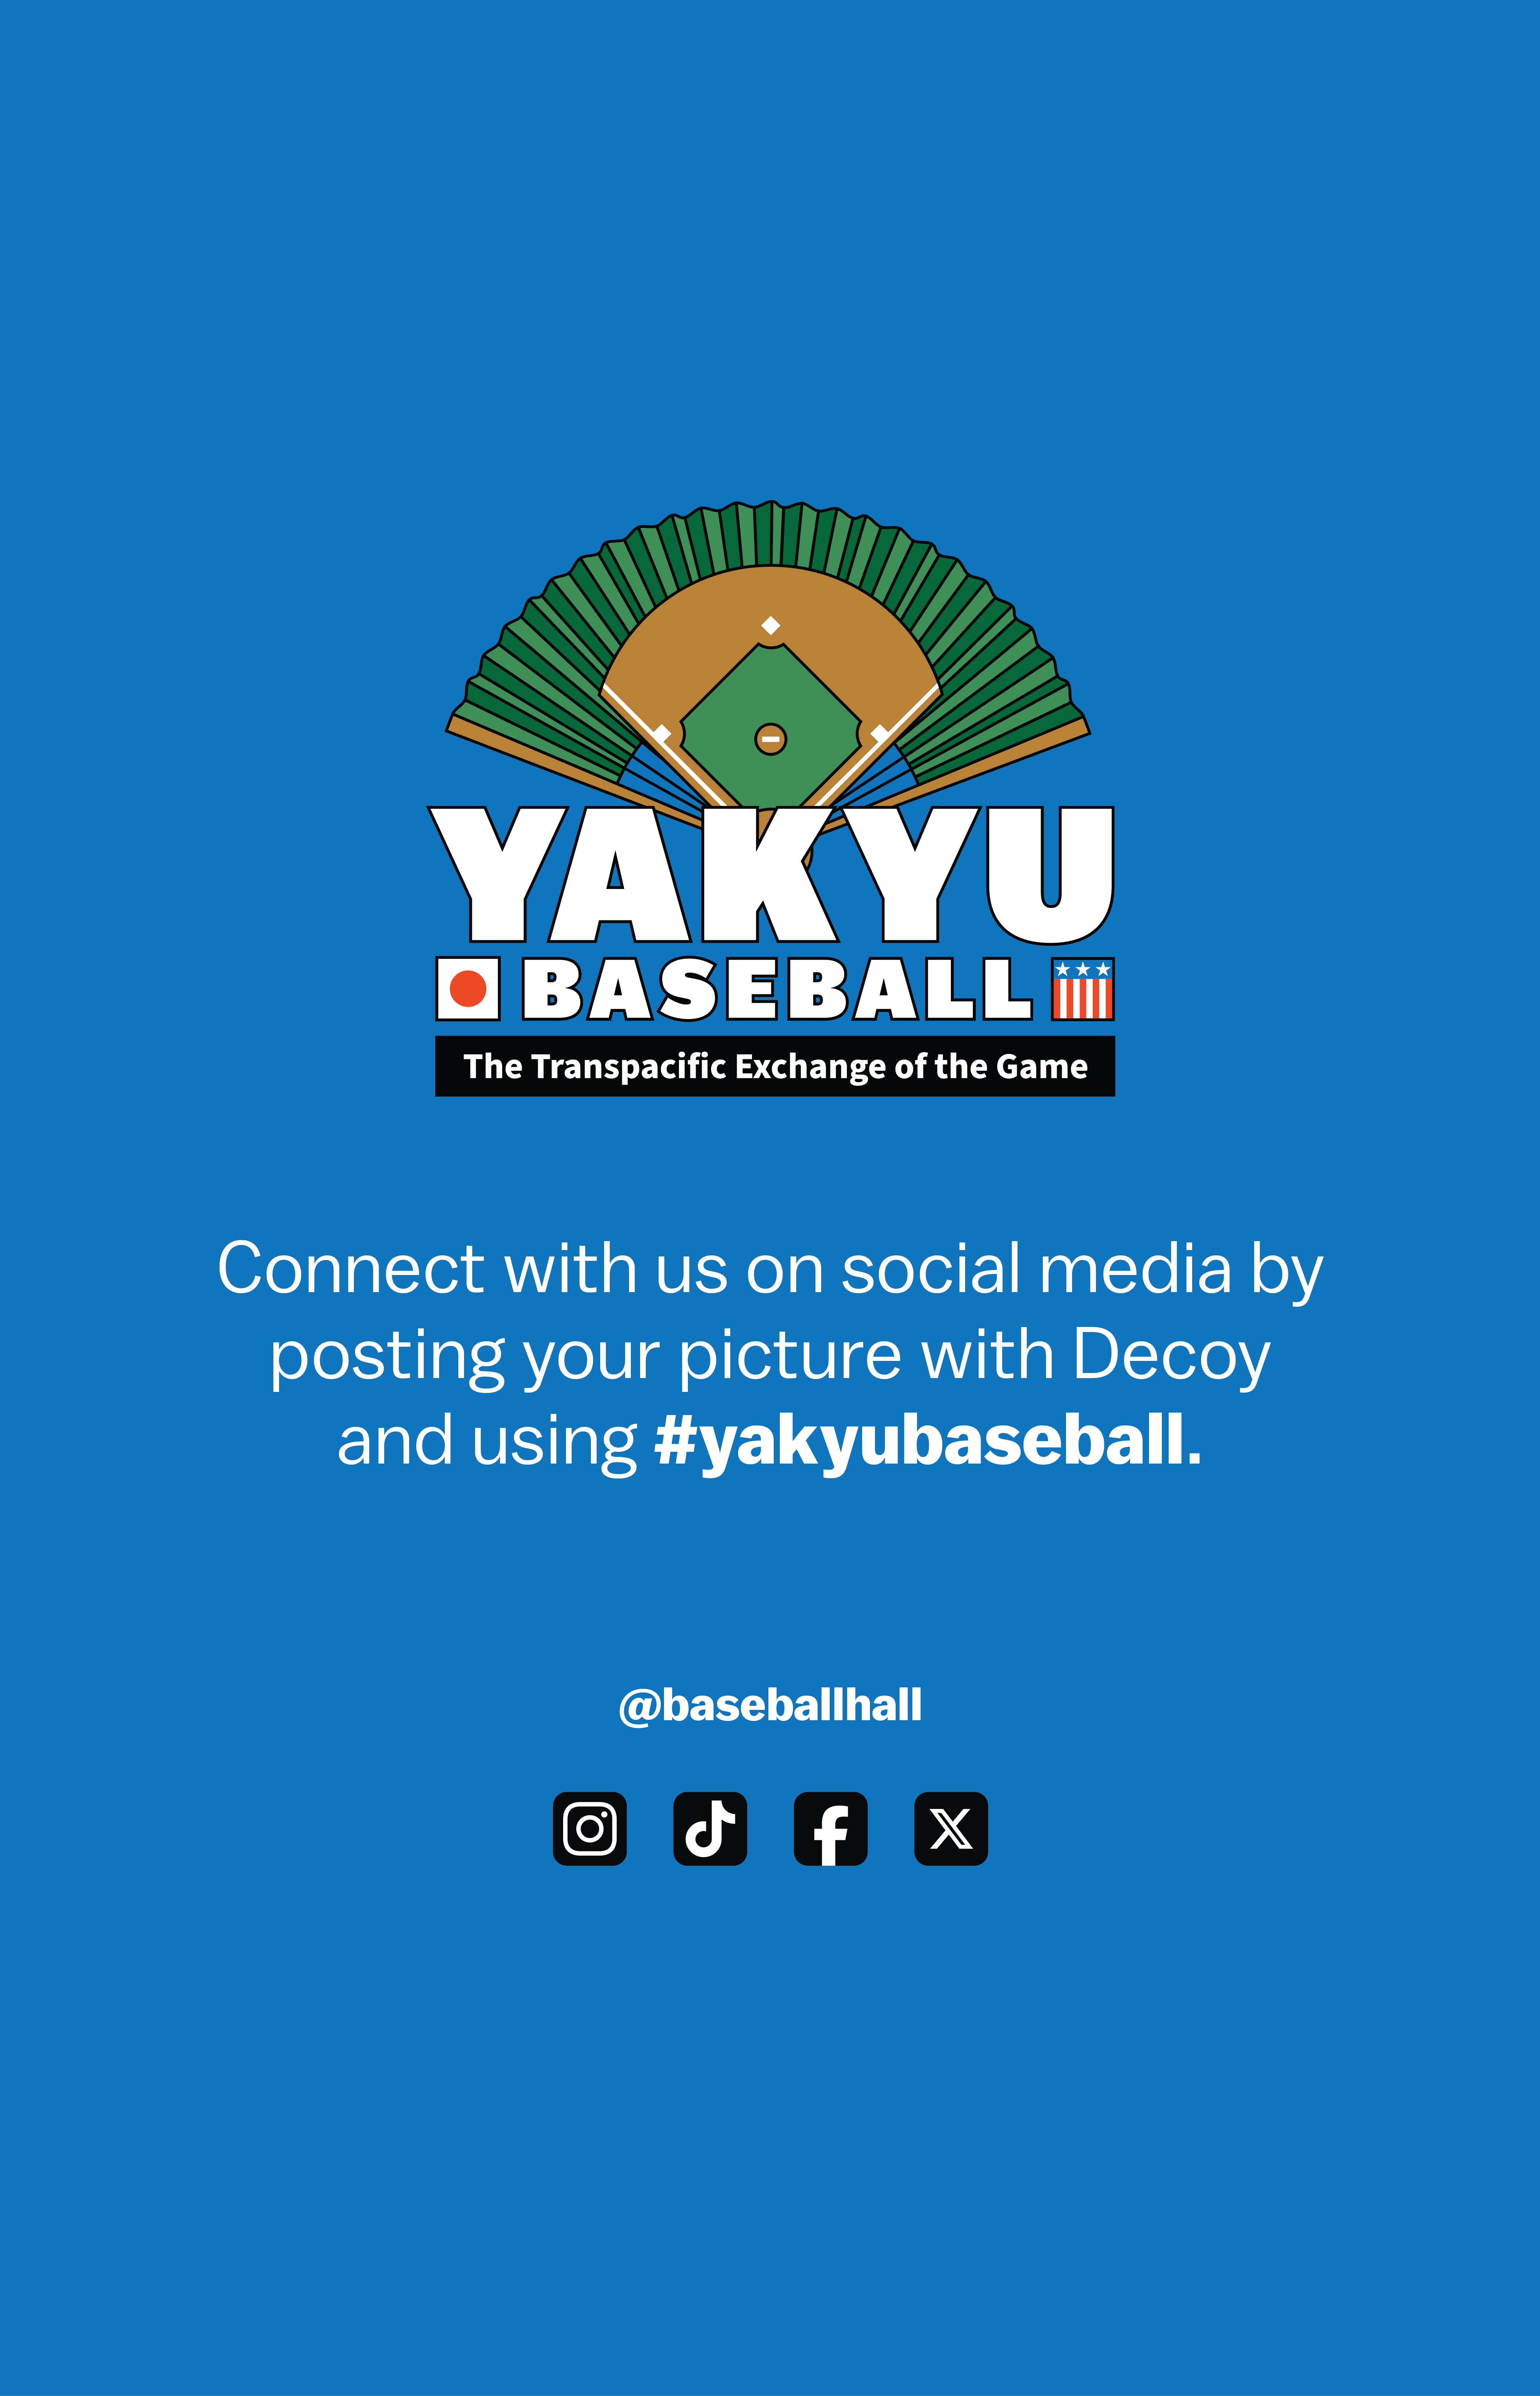 YAKYU
BASEBALL
The Transpacific Exchange of the Game
Connect with us on social media by
posting your picture with Decoy
and using #yakyubaseball.
@baseballhall